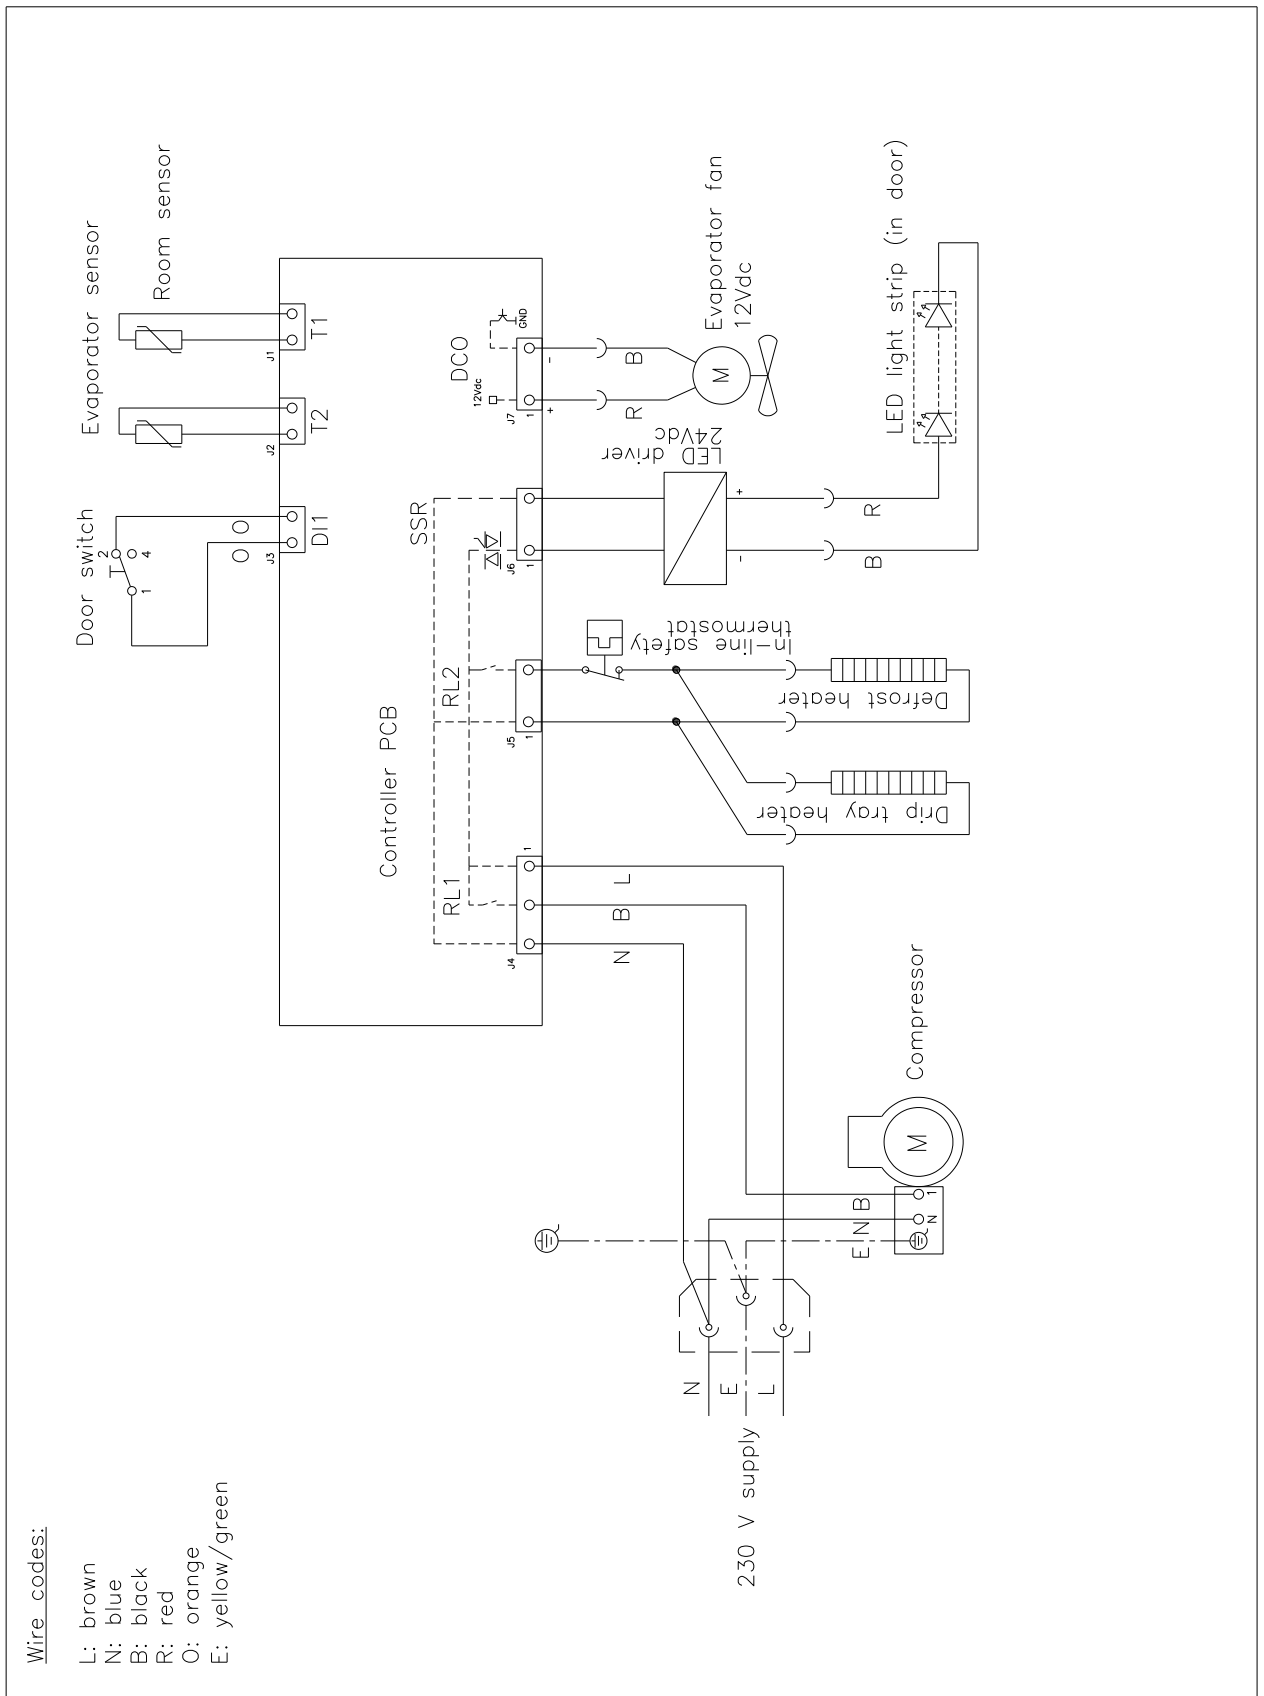 Wire codes:
L: brown
N: blue
B: black
R: red
O: orange
E: yellow/green
Door switch
1
2
4
Evaporator sensor
Room sensor
O
O
J3
DI1
J2
T2
J1
T1
Controller PCB
RL1
RL2
SSR
DCO
12Vdc
GND
J4
1
J5
1
J6
1
J7
1
+
-
N
B
L
R
B
In-line safety
thermostat
LED driver
24Vdc
Evaporator fan
12Vdc
M
Drip tray heater
Defrost heater
-
+
B
R
LED light strip (in door)
230 V supply
N
E
L
E
N
B
N
1
M
Compressor